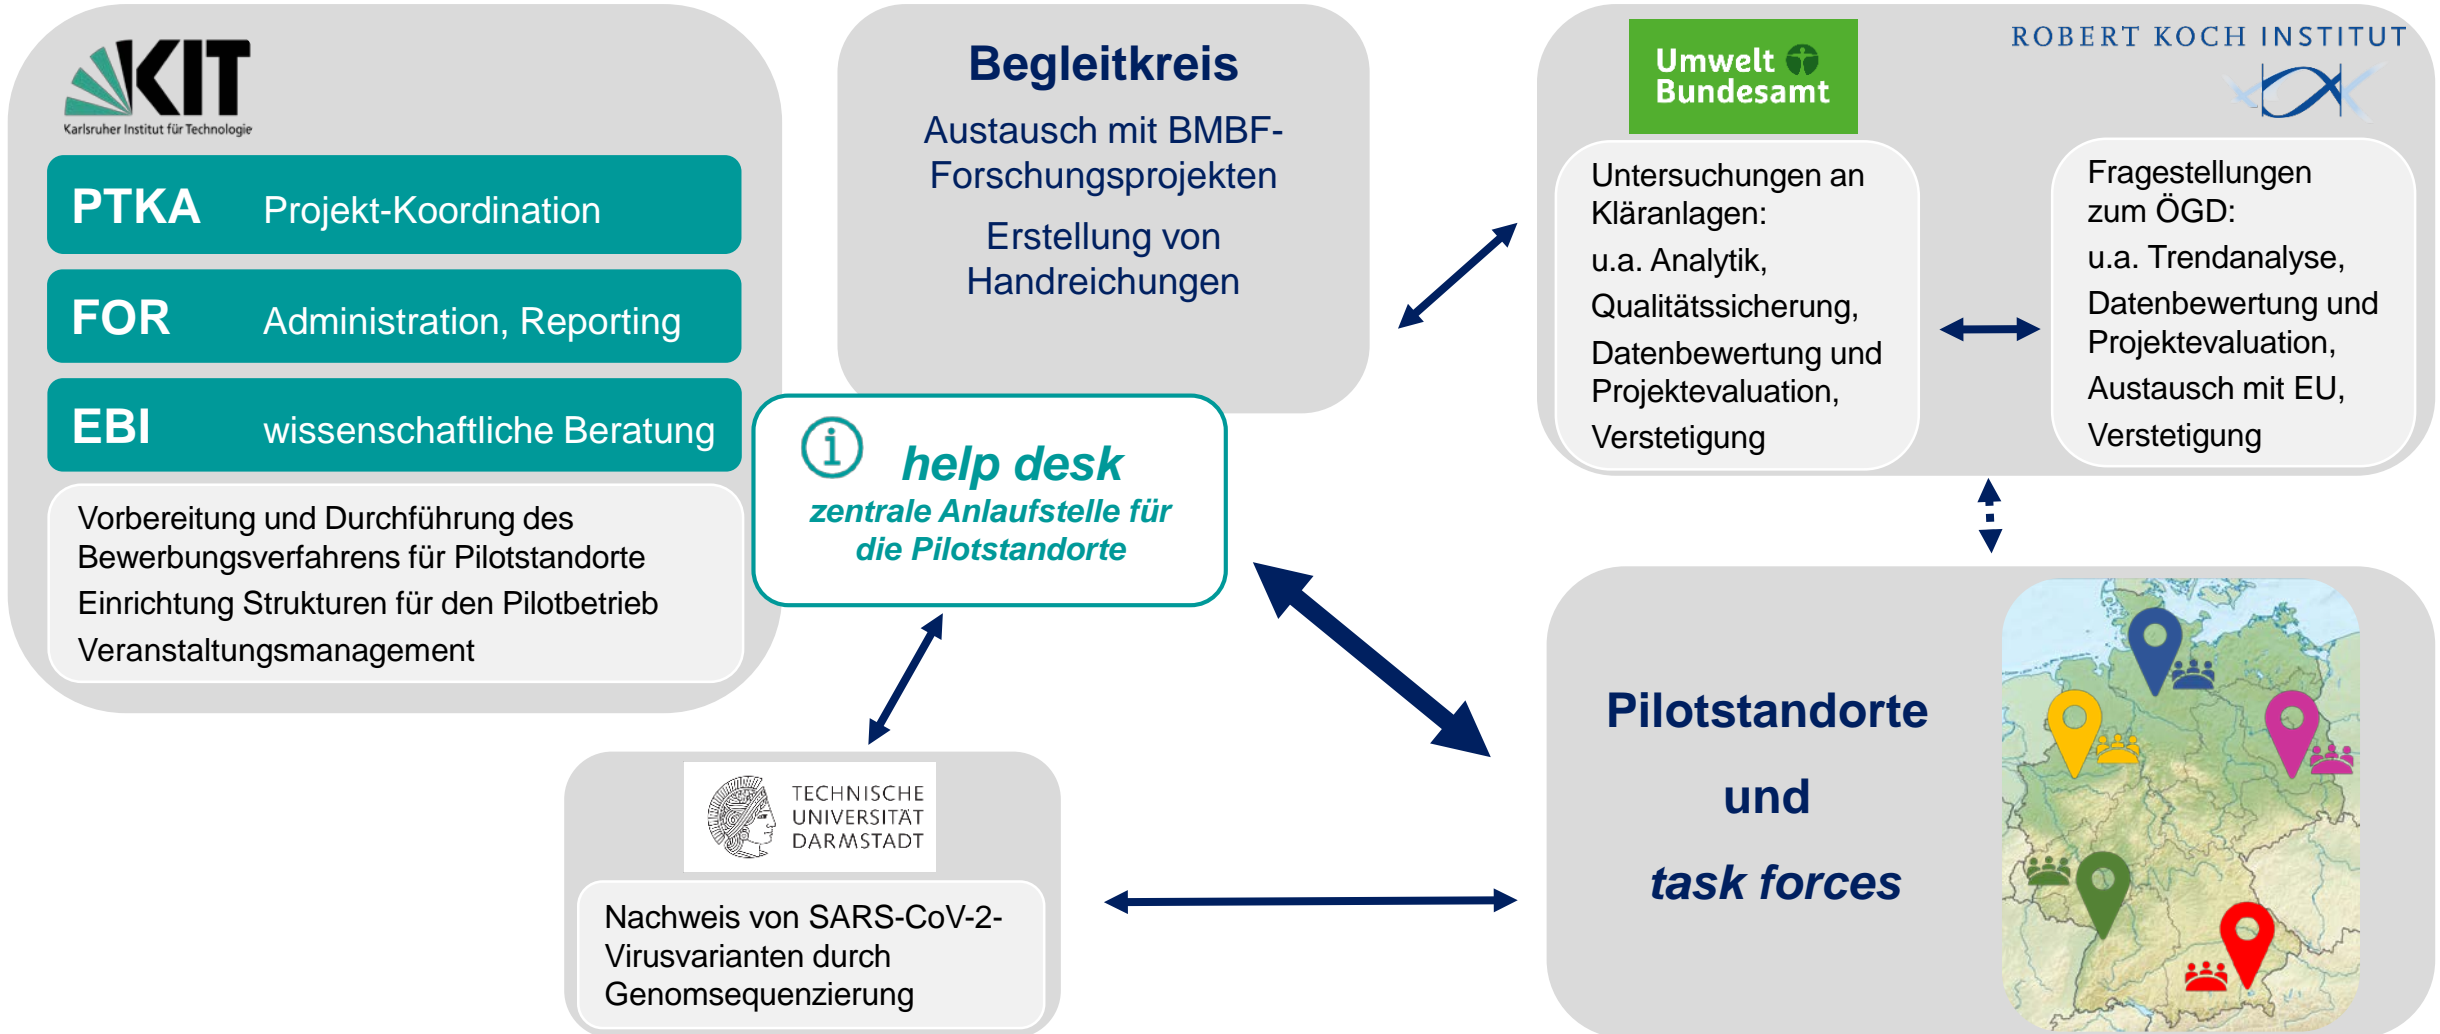 KIT
Karlsruher Institut für Technologie
PTKA Projekt-Koordination
FOR Administration, Reporting
EBI wissenschaftliche Beratung
Vorbereitung und Durchführung des
Bewerbungsverfahrens für Pilotstandorte
Einrichtung Strukturen für den Pilotbetrieb
Veranstaltungsmanagement
Begleitkreis
Austausch mit BMBF-
Forschungsprojekten
Erstellung von
Handreichungen
i
help desk
zentrale Anlaufstelle für
die Pilotstandorte
Umwelt
Bundesamt
Untersuchungen an
Kläranlagen:
u.a. Analytik,
Qualitätssicherung,
Datenbewertung und
Projektevaluation,
Verstetigung
ROBERT KOCH INSTITUT
Fragestellungen
zum ÖGD:
u.a. Trendanalyse,
Datenbewertung und
Projektevaluation,
Austausch mit EU,
Verstetigung
TECHNISCHE
UNIVERSITÄT
DARMSTADT
Nachweis von SARS-CoV-2-
Virusvarianten durch
Genomsequenzierung
Pilotstandorte
und
task forces